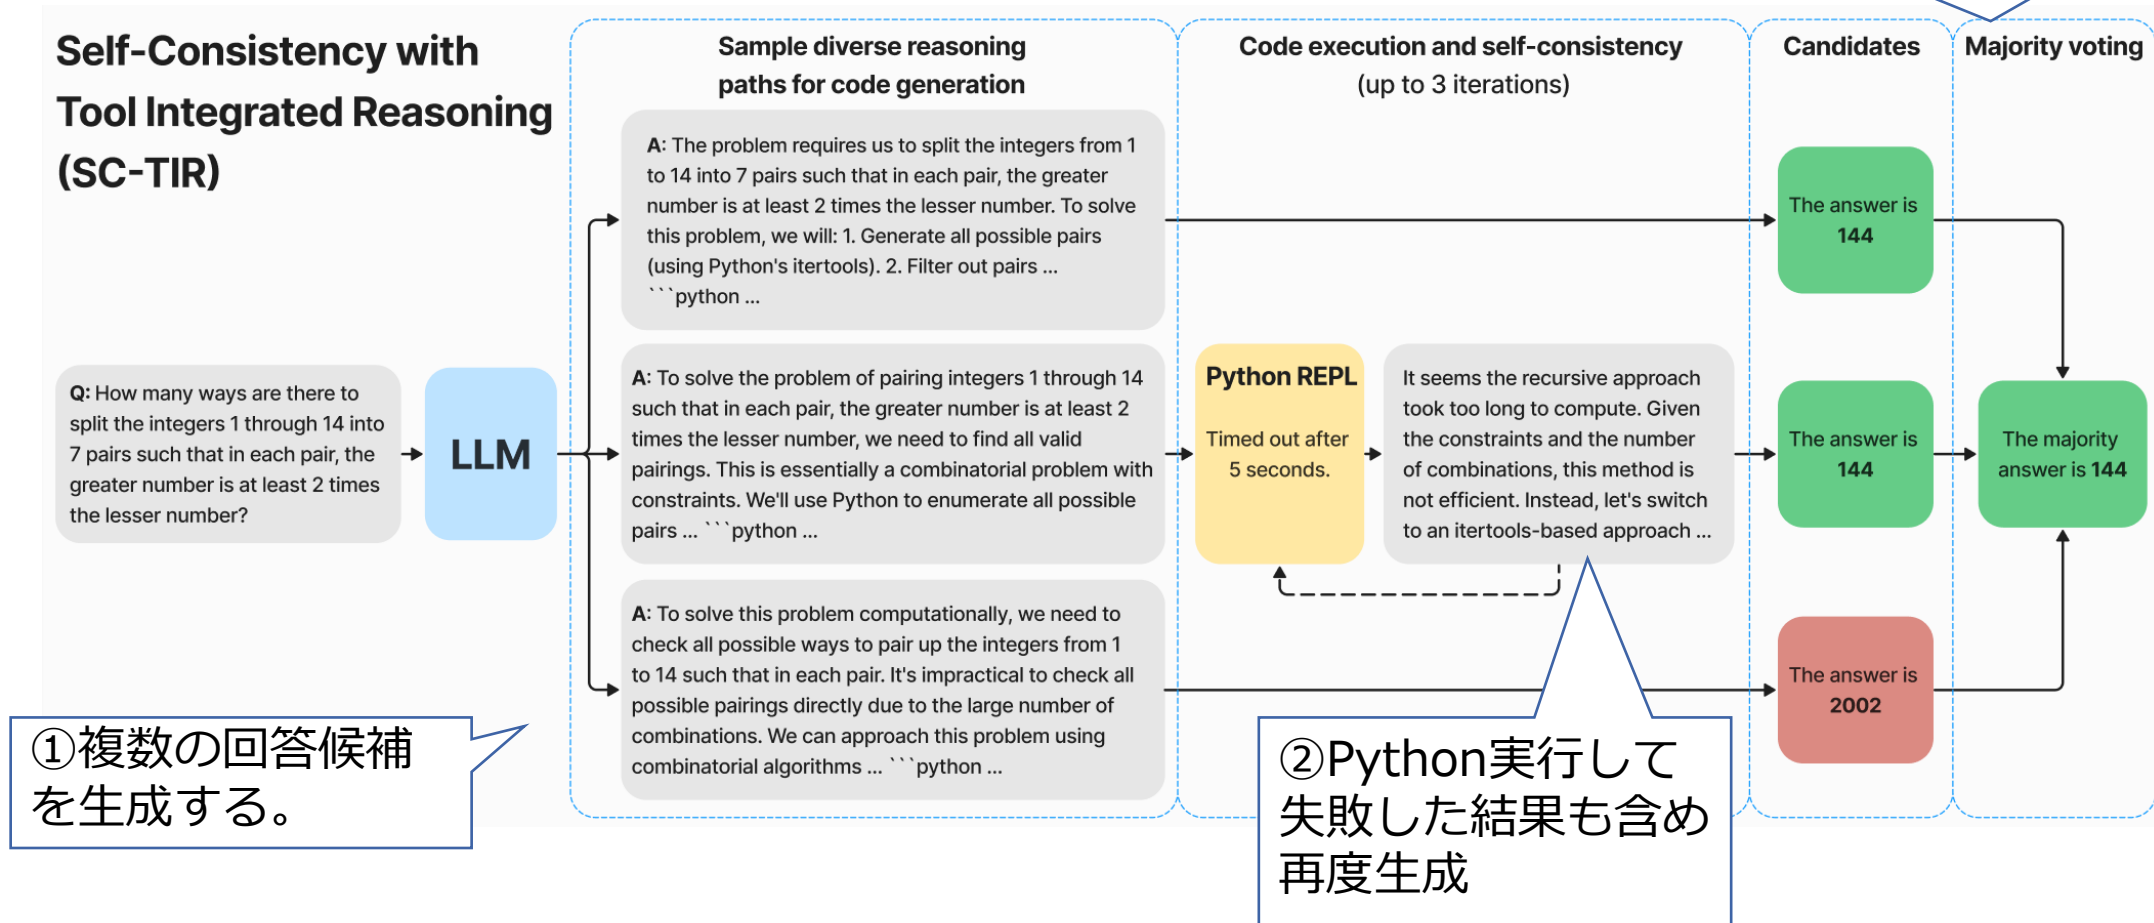 Self-Consistency with
Tool Integrated Reasoning
(SC-TIR)
Sample diverse reasoning
paths for code generation
Code execution and self-consistency
(up to 3 iterations)
Candidates
Majority voting
Q: How many ways are there to
split the integers 1 through 14 into
7 pairs such that in each pair, the
greater number is at least 2 times
the lesser number?
LLM
A: The problem requires us to split the integers from 1
to 14 into 7 pairs such that in each pair, the greater
number is at least 2 times the lesser number. To solve
this problem, we will: 1. Generate all possible pairs
(using Python's itertools). 2. Filter out pairs ...
```python ...
A: To solve the problem of pairing integers 1 through 14
such that in each pair, the greater number is at least 2
times the lesser number, we need to find all valid
pairings. This is essentially a combinatorial problem with
constraints. We'll use Python to enumerate all possible
pairs ... ```python ...
A: To solve this problem computationally, we need to
check all possible ways to pair up the integers from 1
to 14 such that in each pair. It's impractical to check all
possible pairings directly due to the large number of
combinations. We can approach this problem using
combinatorial algorithms ... ```python ...
Python REPL
Timed out after
5 seconds.
It seems the recursive approach
took too long to compute. Given
the constraints and the number
of combinations, this method is
not efficient. Instead, let's switch
to an itertools-based approach ...
The answer is
144
The answer is
144
The answer is
2002
The majority
answer is 144
①複数の回答候補
を生成する。
②Python実行して
失敗した結果も含め
再度生成